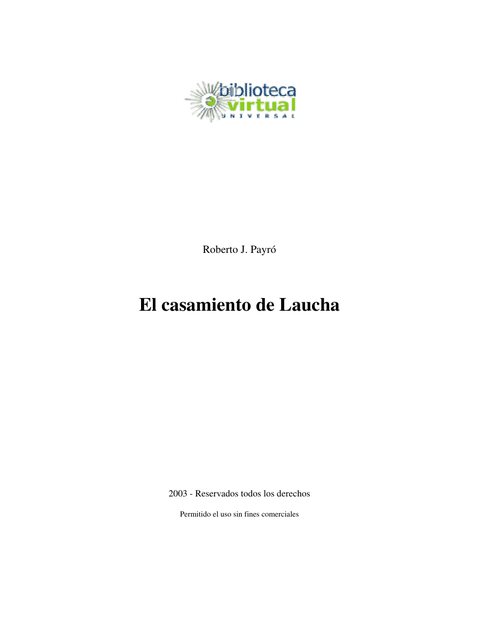 biblioteca
virtual
UNIVERSAL
Roberto J. Payró
El casamiento de Laucha
2003 - Reservados todos los derechos
Permitido el uso sin fines comerciales